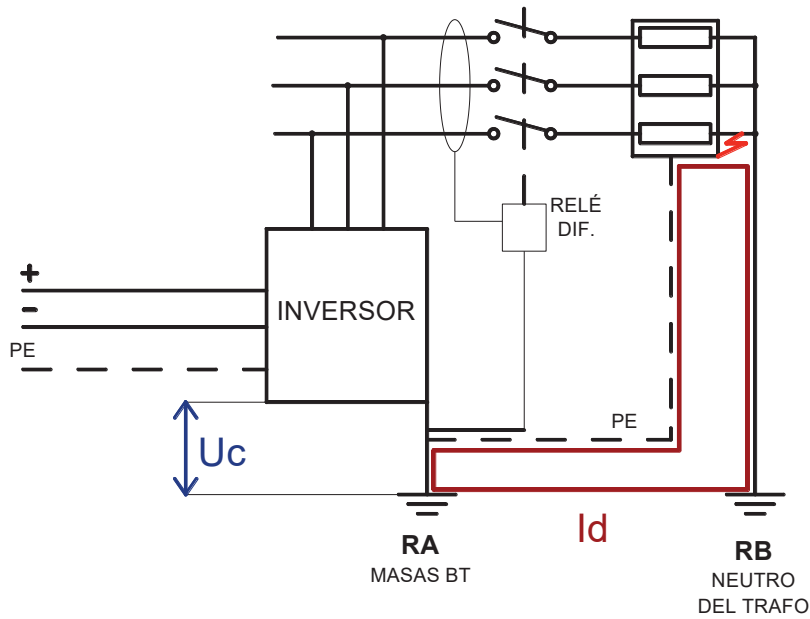 RELÉ
DIF.
+
-
INVERSOR
PE
Uc
PE
Id
RA
MASAS BT
RB
NEUTRO
DEL TRAFO